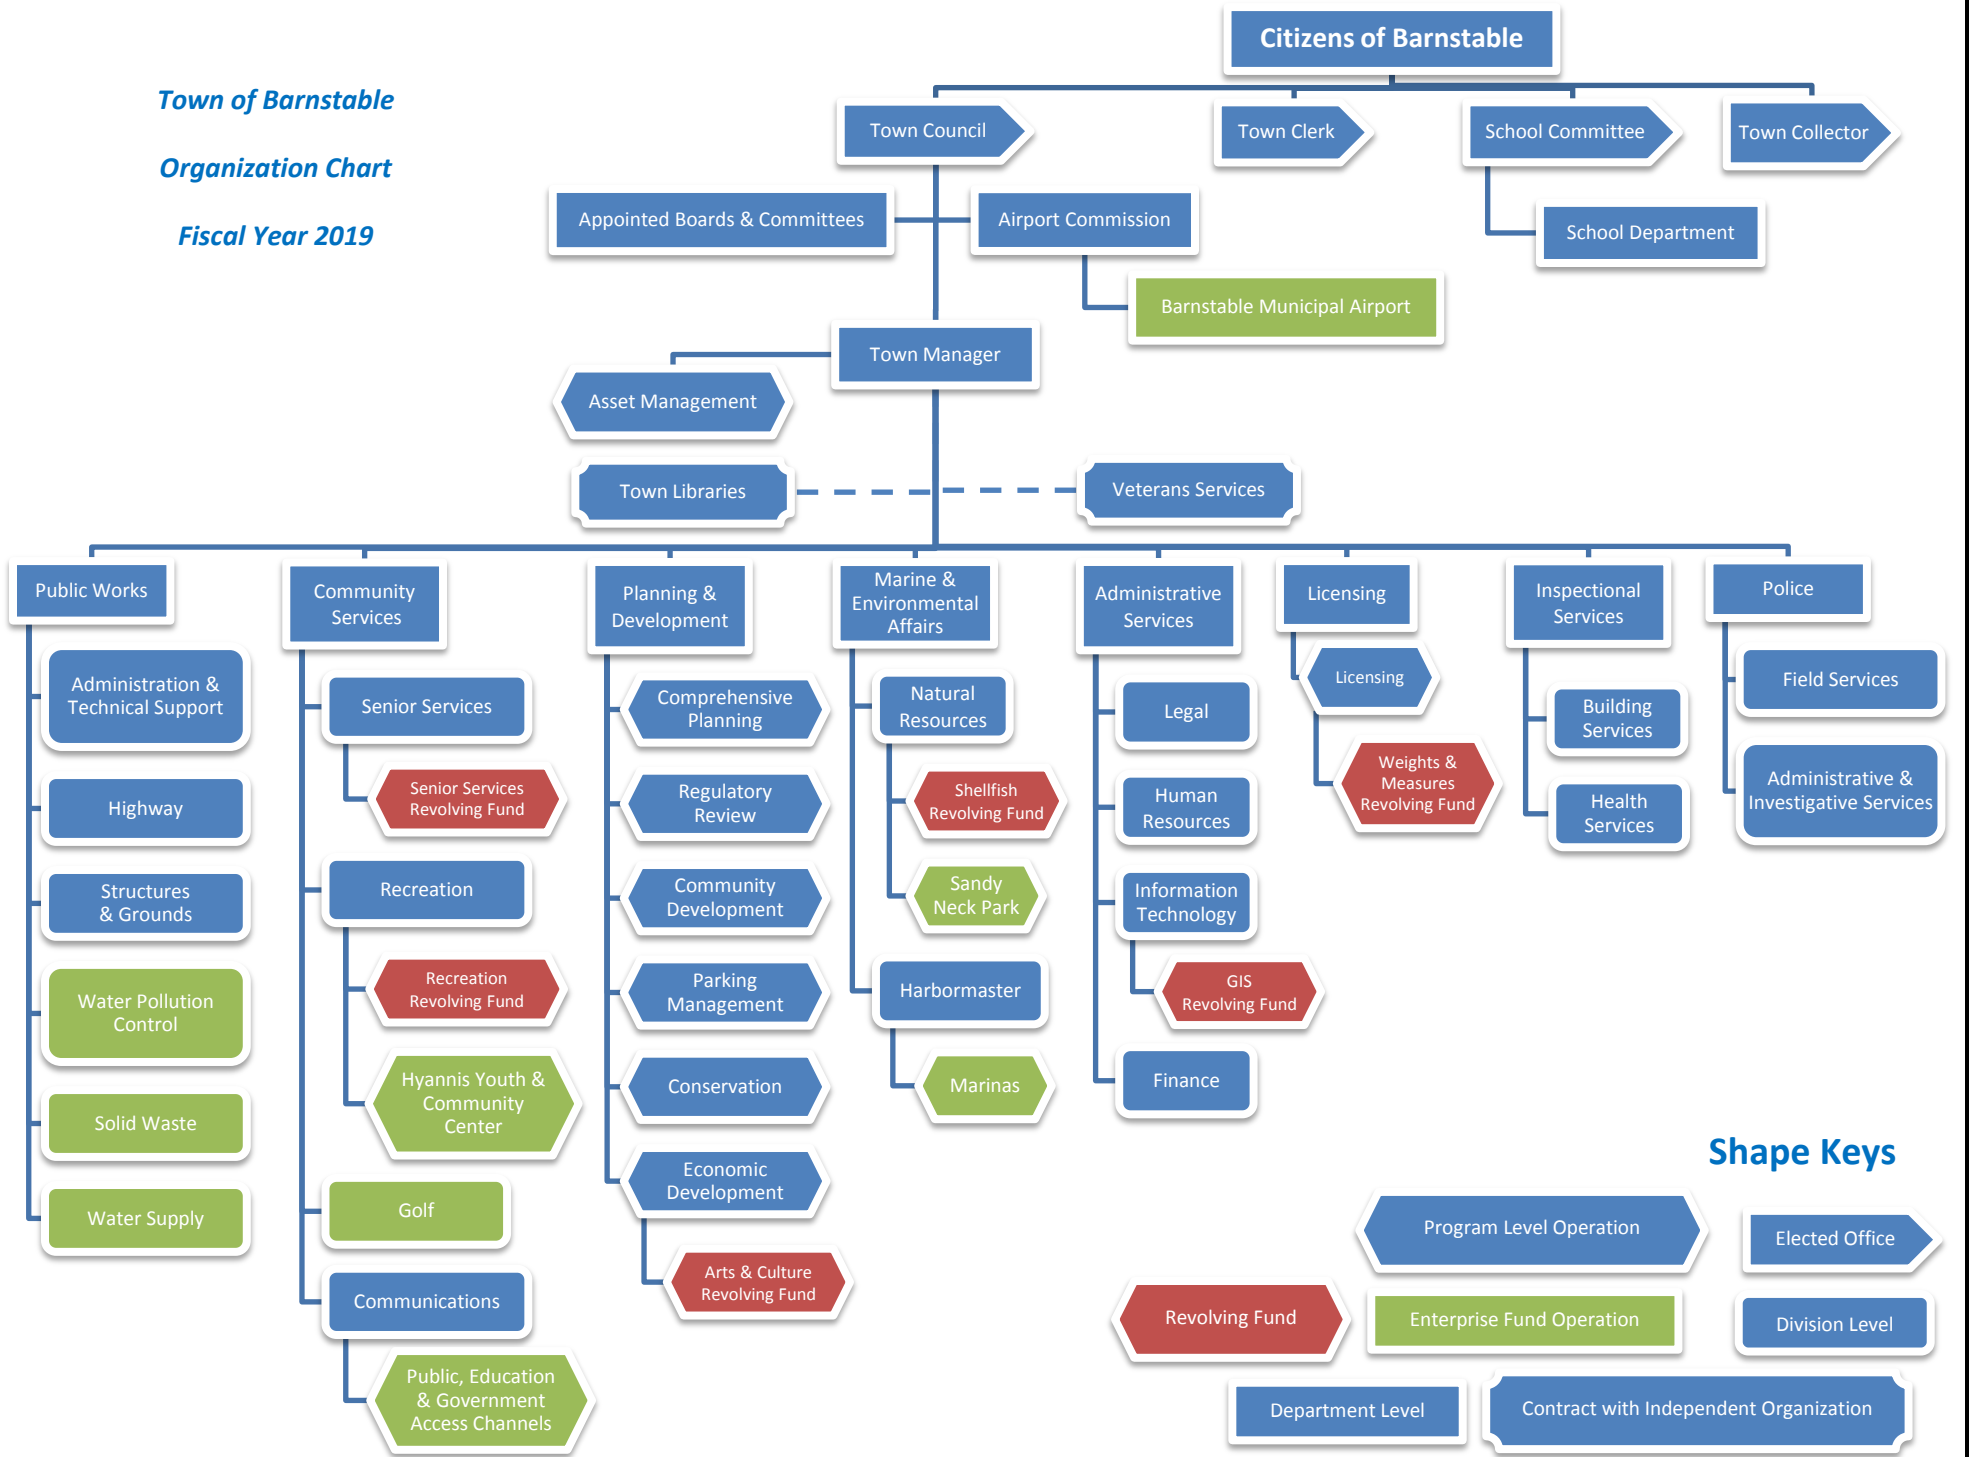 Citizens of Barnstable
Town of Barnstable
Organization Chart
Fiscal Year 2019
Town Council
Town Clerk
School Committee
Town Collector
Appointed Boards & Committees
Airport Commission
School Department
Barnstable Municipal Airport
Town Manager
Asset Management
Town Libraries
Veterans Services
Public Works
Administration &
Technical Support
Highway
Structures
& Grounds
Water Pollution
Control
Solid Waste
Water Supply
Community
Services
Senior Services
Senior Services
Revolving Fund
Recreation
Recreation
Revolving Fund
Hyannis Youth &
Community
Center
Golf
Communications
Public, Education
& Government
Access Channels
Planning &
Development
Comprehensive
Planning
Regulatory
Review
Community
Development
Parking
Management
Conservation
Economic
Development
Arts & Culture
Revolving Fund
Marine &
Environmental
Affairs
Natural
Resources
Shellfish
Revolving Fund
Sandy
Neck Park
Harbormaster
Marinas
Administrative
Services
Legal
Human
Resources
Information
Technology
GIS
Revolving Fund
Finance
Licensing
Licensing
Weights &
Measures
Revolving Fund
Inspectional
Services
Building
Services
Health
Services
Police
Field Services
Administrative &
Investigative Services
Shape Keys
Program Level Operation
Elected Office
Revolving Fund
Enterprise Fund Operation
Division Level
Department Level
Contract with Independent Organization